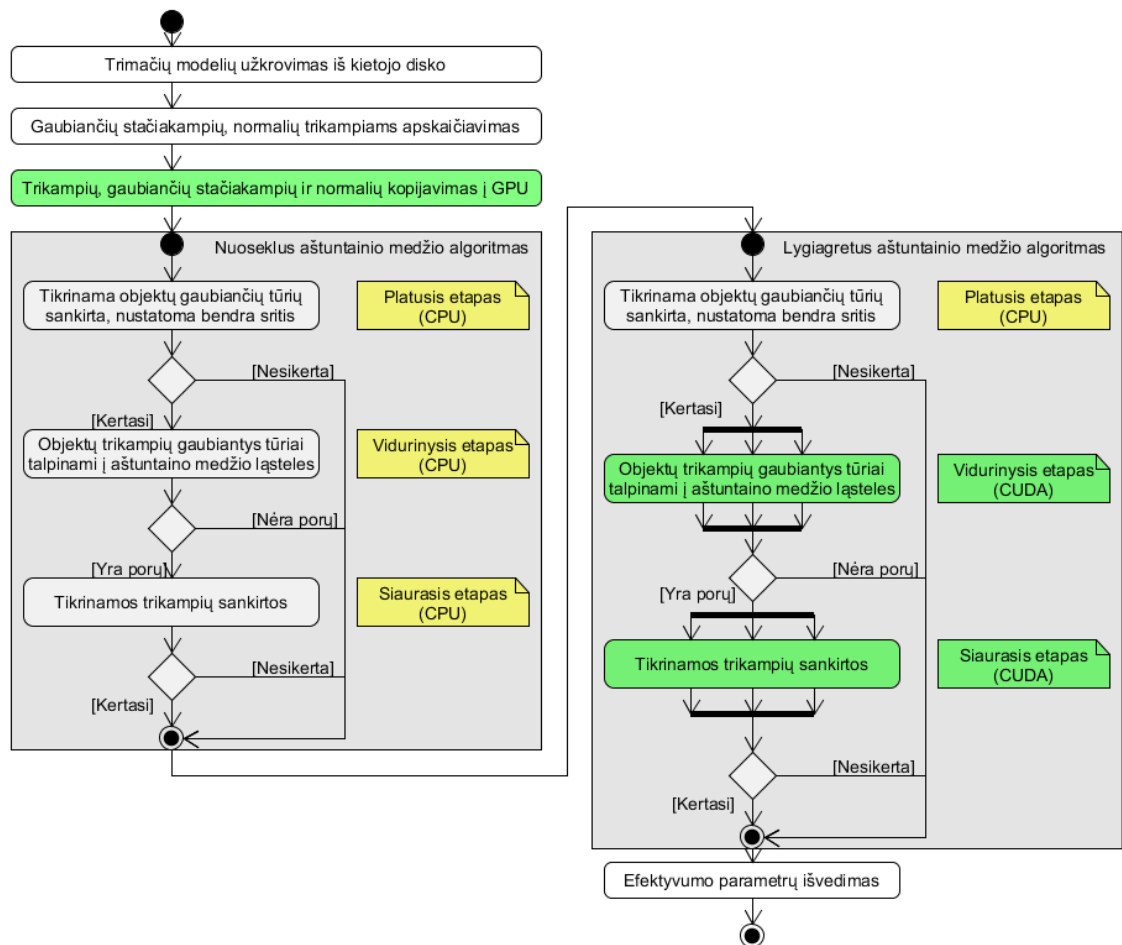 Trimačių modelių užkrovimas iš kietojo disko
Gaubiančių stačiakampių, normalių trikampiams apskaičiavimas
Trikampių, gaubiančių stačiakampių ir normalių kopijavimas į GPU
Nuoseklus aštuntainio medžio algoritmas
Tikrinama objektų gaubiančių tūrių
sankirta, nustatoma bendra sritis
Platusis etapas
(CPU)
[Nesikerta]
[Kertasi]
Objektų trikampių gaubiantys tūriai
talpinami į aštuntaino medžio ląsteles
Vidurinysis etapas
(CPU)
[Nėra porų]
[Yra porų]
Tikrinamos trikampių sankirtos
Siaurasis etapas
(CPU)
[Nesikerta]
[Kertasi]
Lygiagretus aštuntainio medžio algoritmas
Tikrinama objektų gaubiančių tūrių
sankirta, nustatoma bendra sritis
Platusis etapas
(CPU)
[Nesikerta]
[Kertasi]
Objektų trikampių gaubiantys tūriai
talpinami į aštuntaino medžio ląsteles
Vidurinysis etapas
(CUDA)
[Nėra porų]
[Yra porų]
Tikrinamos trikampių sankirtos
Siaurasis etapas
(CUDA)
[Nesikerta]
[Kertasi]
Efektyvumo parametrų išvedimas